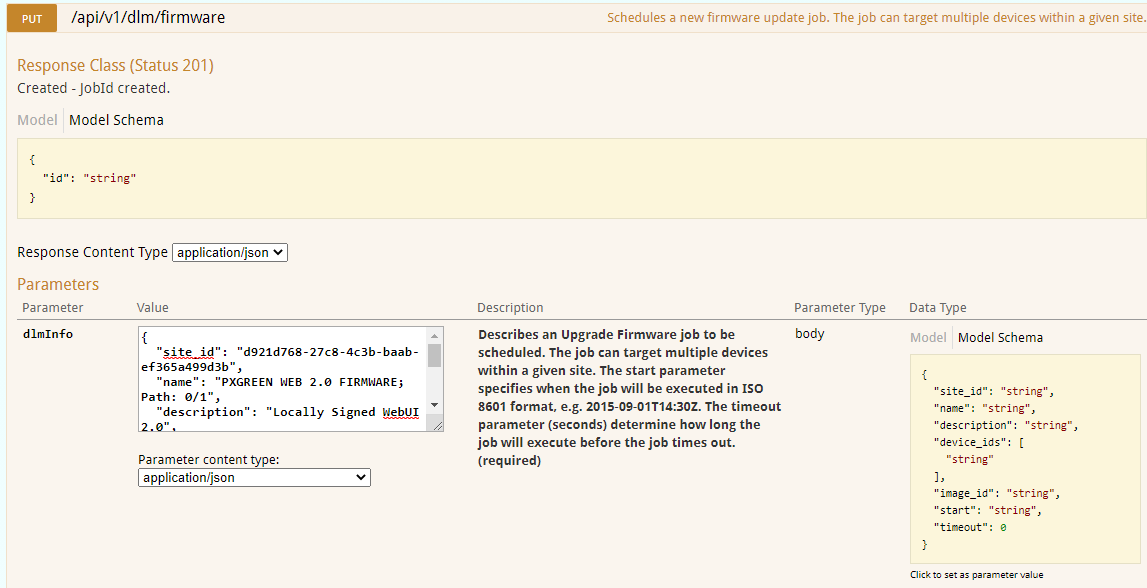 PUT /api/v1/dlm/firmware Schedules a new firmware update job. The job can target multiple devices within a given site.
Response Class (Status 201)
Created - JobId created.
Model Model Schema
{
"id": "string"
}
Response Content Type application/json
Parameters
Parameter Value Description Parameter Type Data Type
dlmInfo
{
"site_id": "d921d768-27c8-4c3b-baab-
ef365a499d3b",
"name": "PXGREEN WEB 2.0 FIRMWARE;
Path: 0/1",
"description": "Locally Signed WebUI
2.0",
Parameter content type:
application/json
Describes an Upgrade Firmware job to be
scheduled. The job can target multiple devices
within a given site. The start parameter
specifies when the job will be executed in ISO
8601 format, e.g. 2015-09-01T14:30Z. The timeout
parameter (seconds) determine how long the
job will execute before the job times out.
(required)
body
Model Model Schema
{
"site_id": "string",
"name": "string",
"description": "string",
"device_ids": [
"string"
],
"image_id": "string",
"start": "string",
"timeout": 0
}
Click to set as parameter value